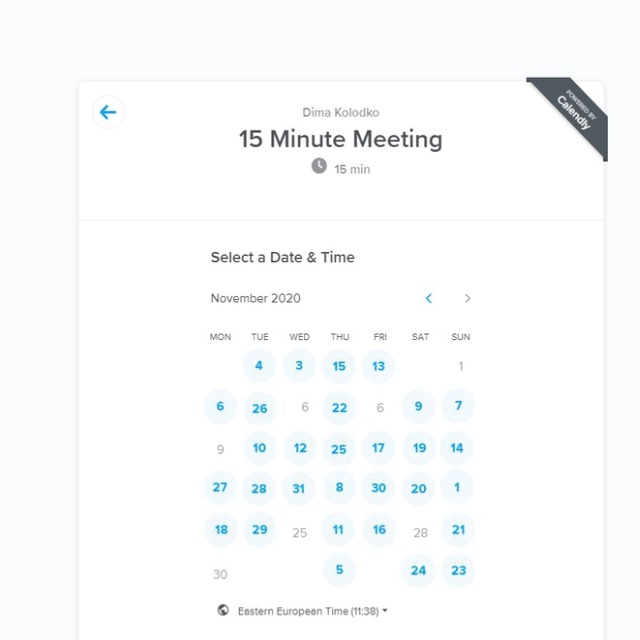 POWERED BY
Calendly
Dima Kolodko
15 Minute Meeting
15 min
Select a Date & Time
November 2020
MON TUE WED THU FRI SAT SUN
4 3 15 13 1
6 26 6 22 6 9 7
9 10 12 25 17 19 14
27 28 31 8 30 20 1
18 29 25 11 16 28 21
30 5 24 23
Eastern European Time (11:38)